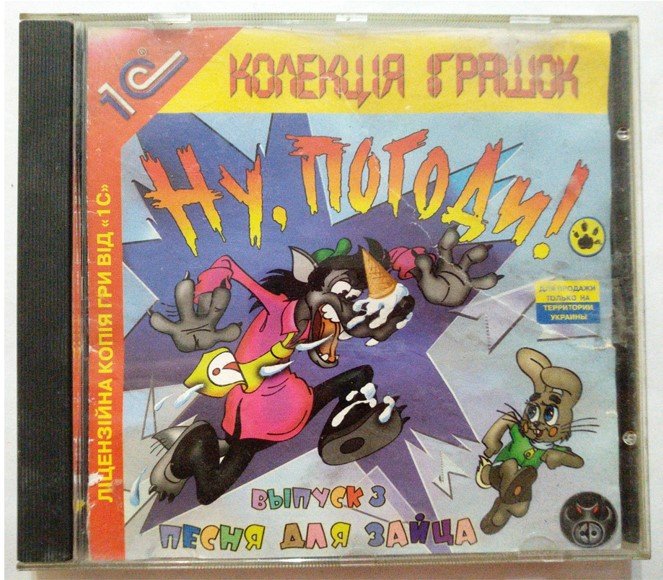 1С®
КОЛЕКЦІЯ ІГРАШОК
НУ, ПОГОДИ!
ЛІЦЕНЗІЙНА КОПІЯ ГРИ ВІД «1С»
ДЛЯ ПРОДАЖИ
ТОЛЬКО НА
ТЕРРИТОРИИ
УКРАИНЫ
ВЫПУСК 3
ПЕСНЯ ДЛЯ ЗАЙЦА